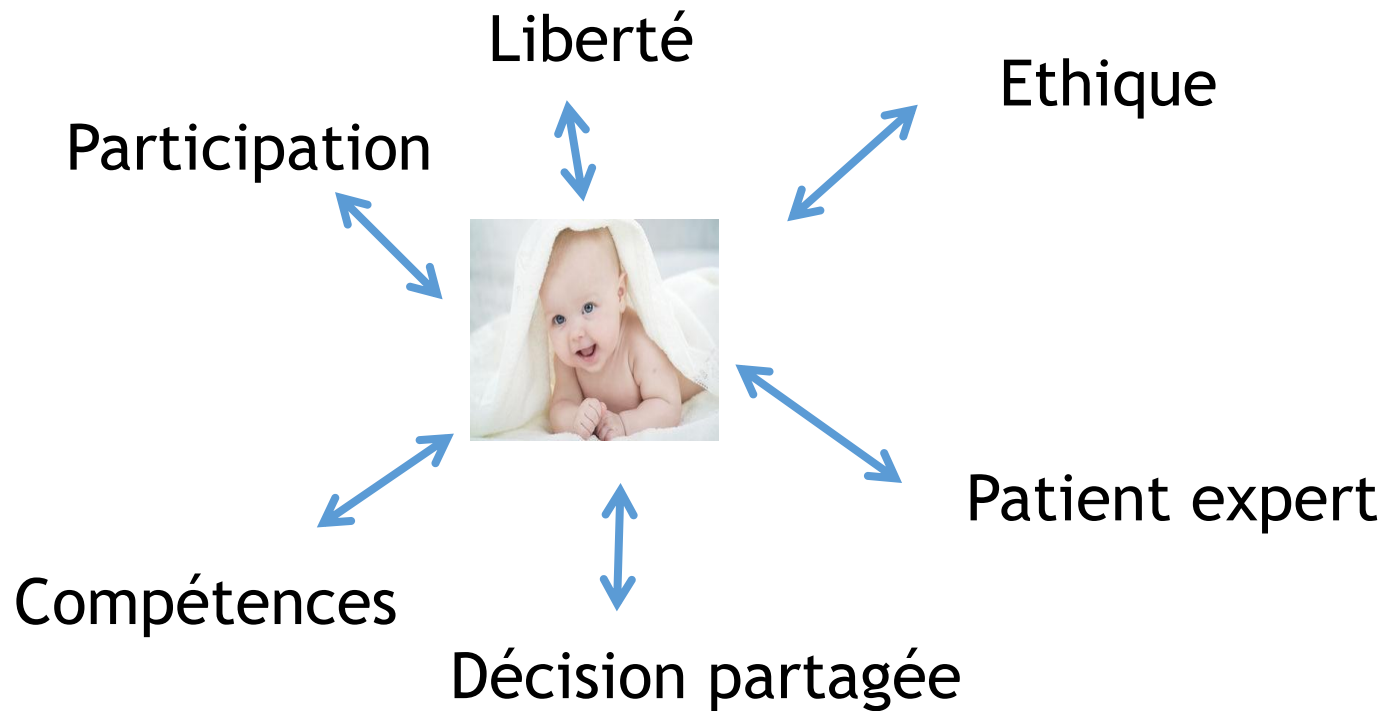 Liberté
Ethique
Participation
Patient expert
Compétences
Décision partagée